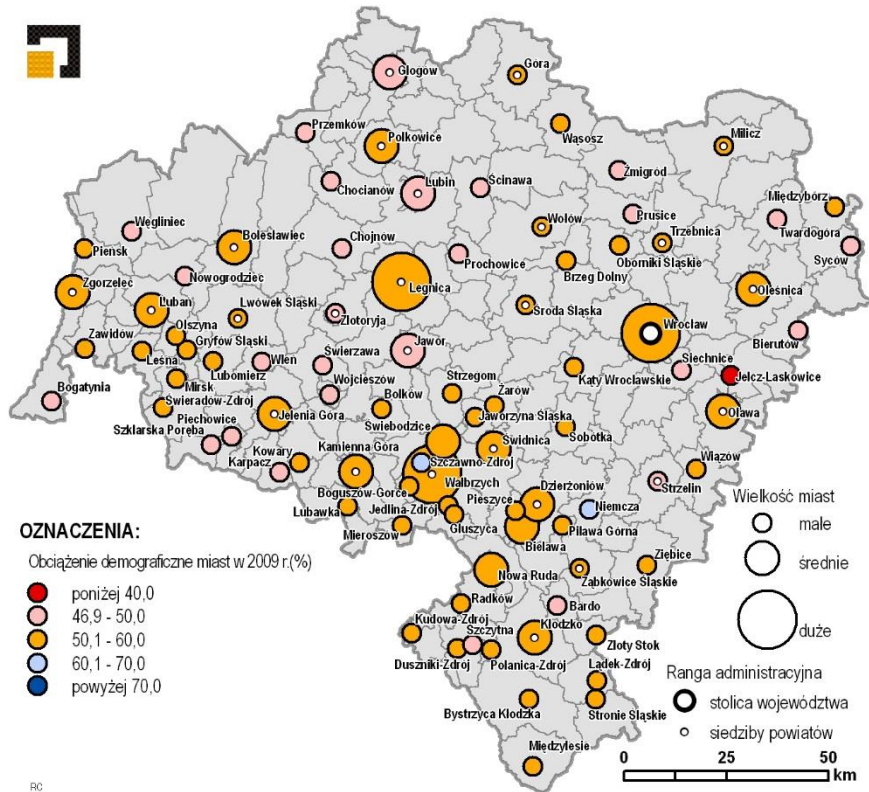 Głogów
Góra
Przemków
Polkowice
Wąsosz
Milicz
Żmigród
Chocianów
Lubin
Ścinawa
Międzybórz
Węgliniec
Bolesławiec
Wołów
Prusice
Trzebnica
Twardogóra
Pieńsk
Chojnów
Prochowice
Oborniki Śląskie
Syców
Nowogrodziec
Brzeg Dolny
Zgorzelec
Legnica
Oleśnica
Lubań
Lwówek Śląski
Złotoryja
Środa Śląska
Wrocław
Olszyna
Jawór
Bierutów
Zawidów
Gryfów Śląski
Leśna
Lubomierz
Wleń
Świerzawa
Siechnice
Jelcz-Laskowice
Mirsk
Wojcieszów
Strzegom
Kąty Wrocławskie
Bogatynia
Świeradów-Zdrój
Bolków
Żarów
Piechowice
Jelenia Góra
Jaworzyna Śląska
Oława
Szklarska Poręba
Świebodzice
Sobótka
Kowary
Kamienna Góra
Świdnica
Karpacz
Szczawno-Zdrój
Wiązów
Wałbrzych
Dzierżoniów
Strzelin
Boguszów-Gorce
Pieszyce
Niemcza
Lubawka
Jedlina-Zdrój
Mieroszów
Głuszyca
Piława Górna
Bielawa
Ziębice
Nowa Ruda
Ząbkowice Śląskie
Radków
Bardo
Kudowa-Zdrój
Szczytna
Kłodzko
Złoty Stok
Duszniki-Zdrój
Polanica-Zdrój
Lądek-Zdrój
Bystrzyca Kłodzka
Stronie Śląskie
Międzylesie
OZNACZENIA:
Obciążenie demograficzne miast w 2009 r.(%)
poniżej 40,0
46,9 - 50,0
50,1 - 60,0
60,1 - 70,0
powyżej 70,0
Wielkość miast
małe
średnie
duże
Ranga administracyjna
stolica województwa
siedziby powiatów
0 25 50
km
RC